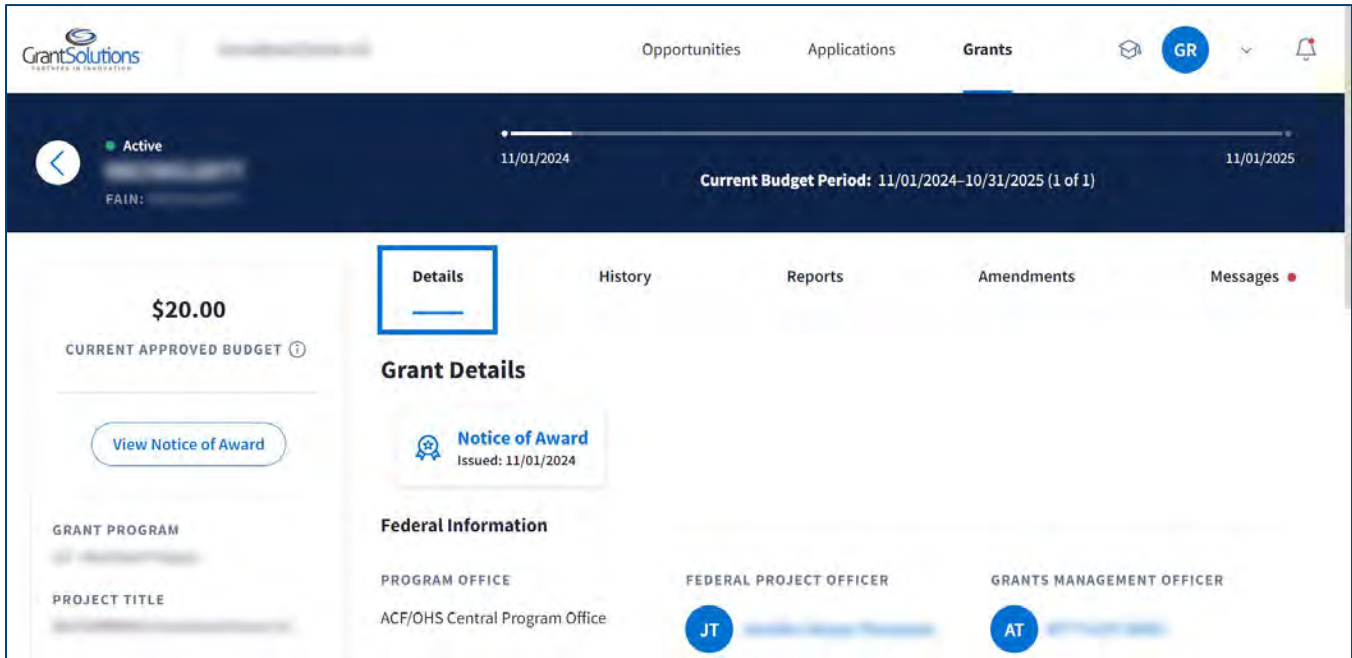 GrantSolutions
PARTNERS IN INNOVATION
Opportunities
Applications
Grants
GR
Active
FAIN:
11/01/2024
11/01/2025
Current Budget Period: 11/01/2024–10/31/2025 (1 of 1)
$20.00
CURRENT APPROVED BUDGET
View Notice of Award
GRANT PROGRAM
PROJECT TITLE
Details
History
Reports
Amendments
Messages
Grant Details
Notice of Award
Issued: 11/01/2024
Federal Information
PROGRAM OFFICE
FEDERAL PROJECT OFFICER
GRANTS MANAGEMENT OFFICER
ACF/OHS Central Program Office
JT
AT